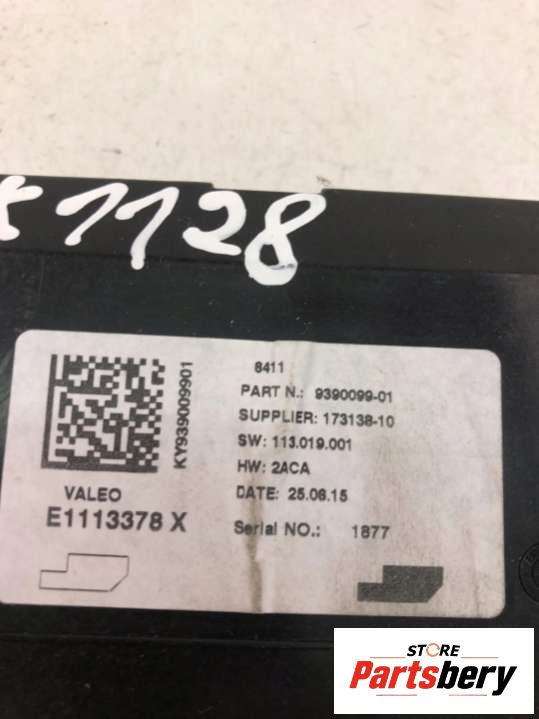 1128
8411
PART N.: 9390099-01
SUPPLIER: 173138-10
SW: 113.019.001
HW: 2ACA
DATE: 25.06.15
Serial NO.: 1877
KY939009901
VALEO
E1113378 X
STORE
Partsbery